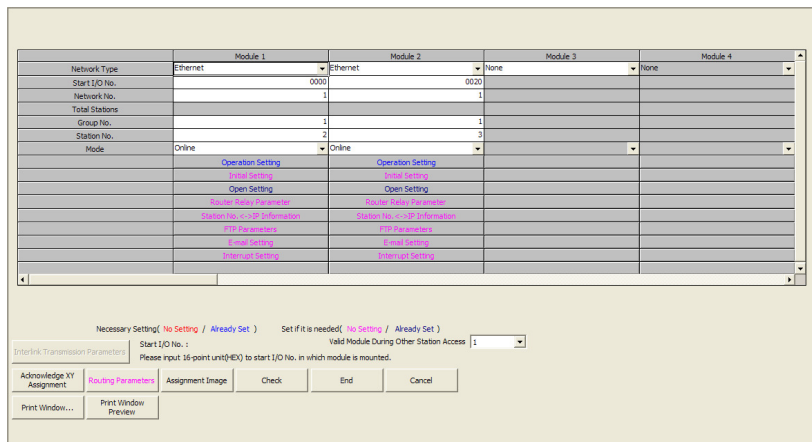 Module 1 Module 2 Module 3 Module 4
Network Type Ethernet Ethernet None None
Start I/O No. 0000 0020
Network No. 1 1
Total Stations
Group No. 1 1
Station No. 2 3
Mode Online Online
Operation Setting Operation Setting
Initial Setting Initial Setting
Open Setting Open Setting
Router Relay Parameter Router Relay Parameter
Station No.<->IP Information Station No.<->IP Information
FTP Parameters FTP Parameters
E-mail Setting E-mail Setting
Interrupt Setting Interrupt Setting
Necessary Setting( No Setting / Already Set ) Set if it is needed( No Setting / Already Set )
Interlink Transmission Parameters Start I/O No. : Valid Module During Other Station Access 1
Please input 16-point unit(HEX) to start I/O No. in which module is mounted.
Acknowledge XY Assignment Routing Parameters Assignment Image Check End Cancel
Print Window... Print Window Preview